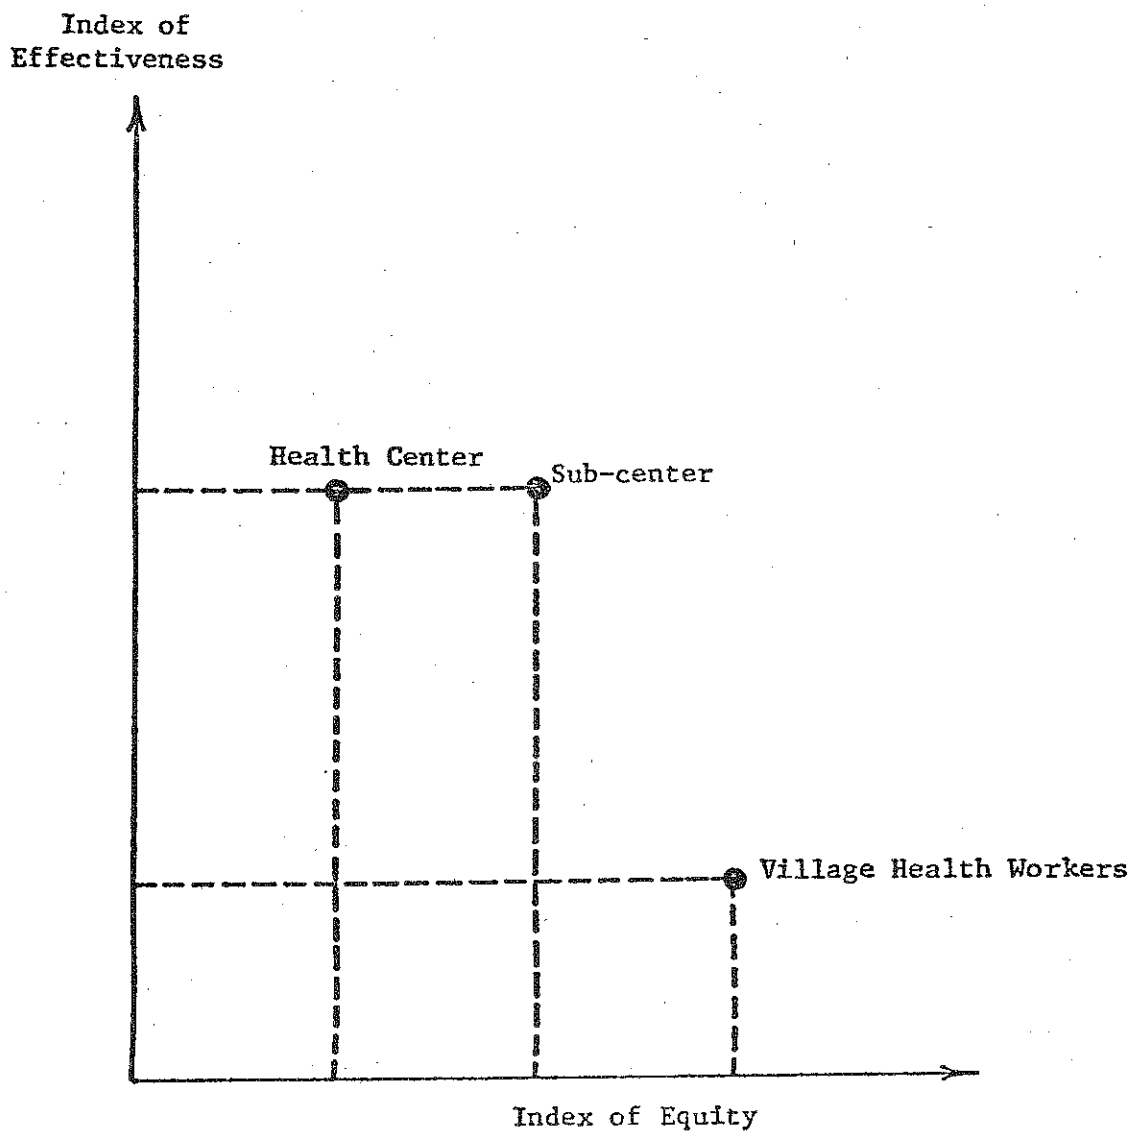 Index of
Effectiveness
Health Center
Sub-center
Village Health Workers
Index of Equity